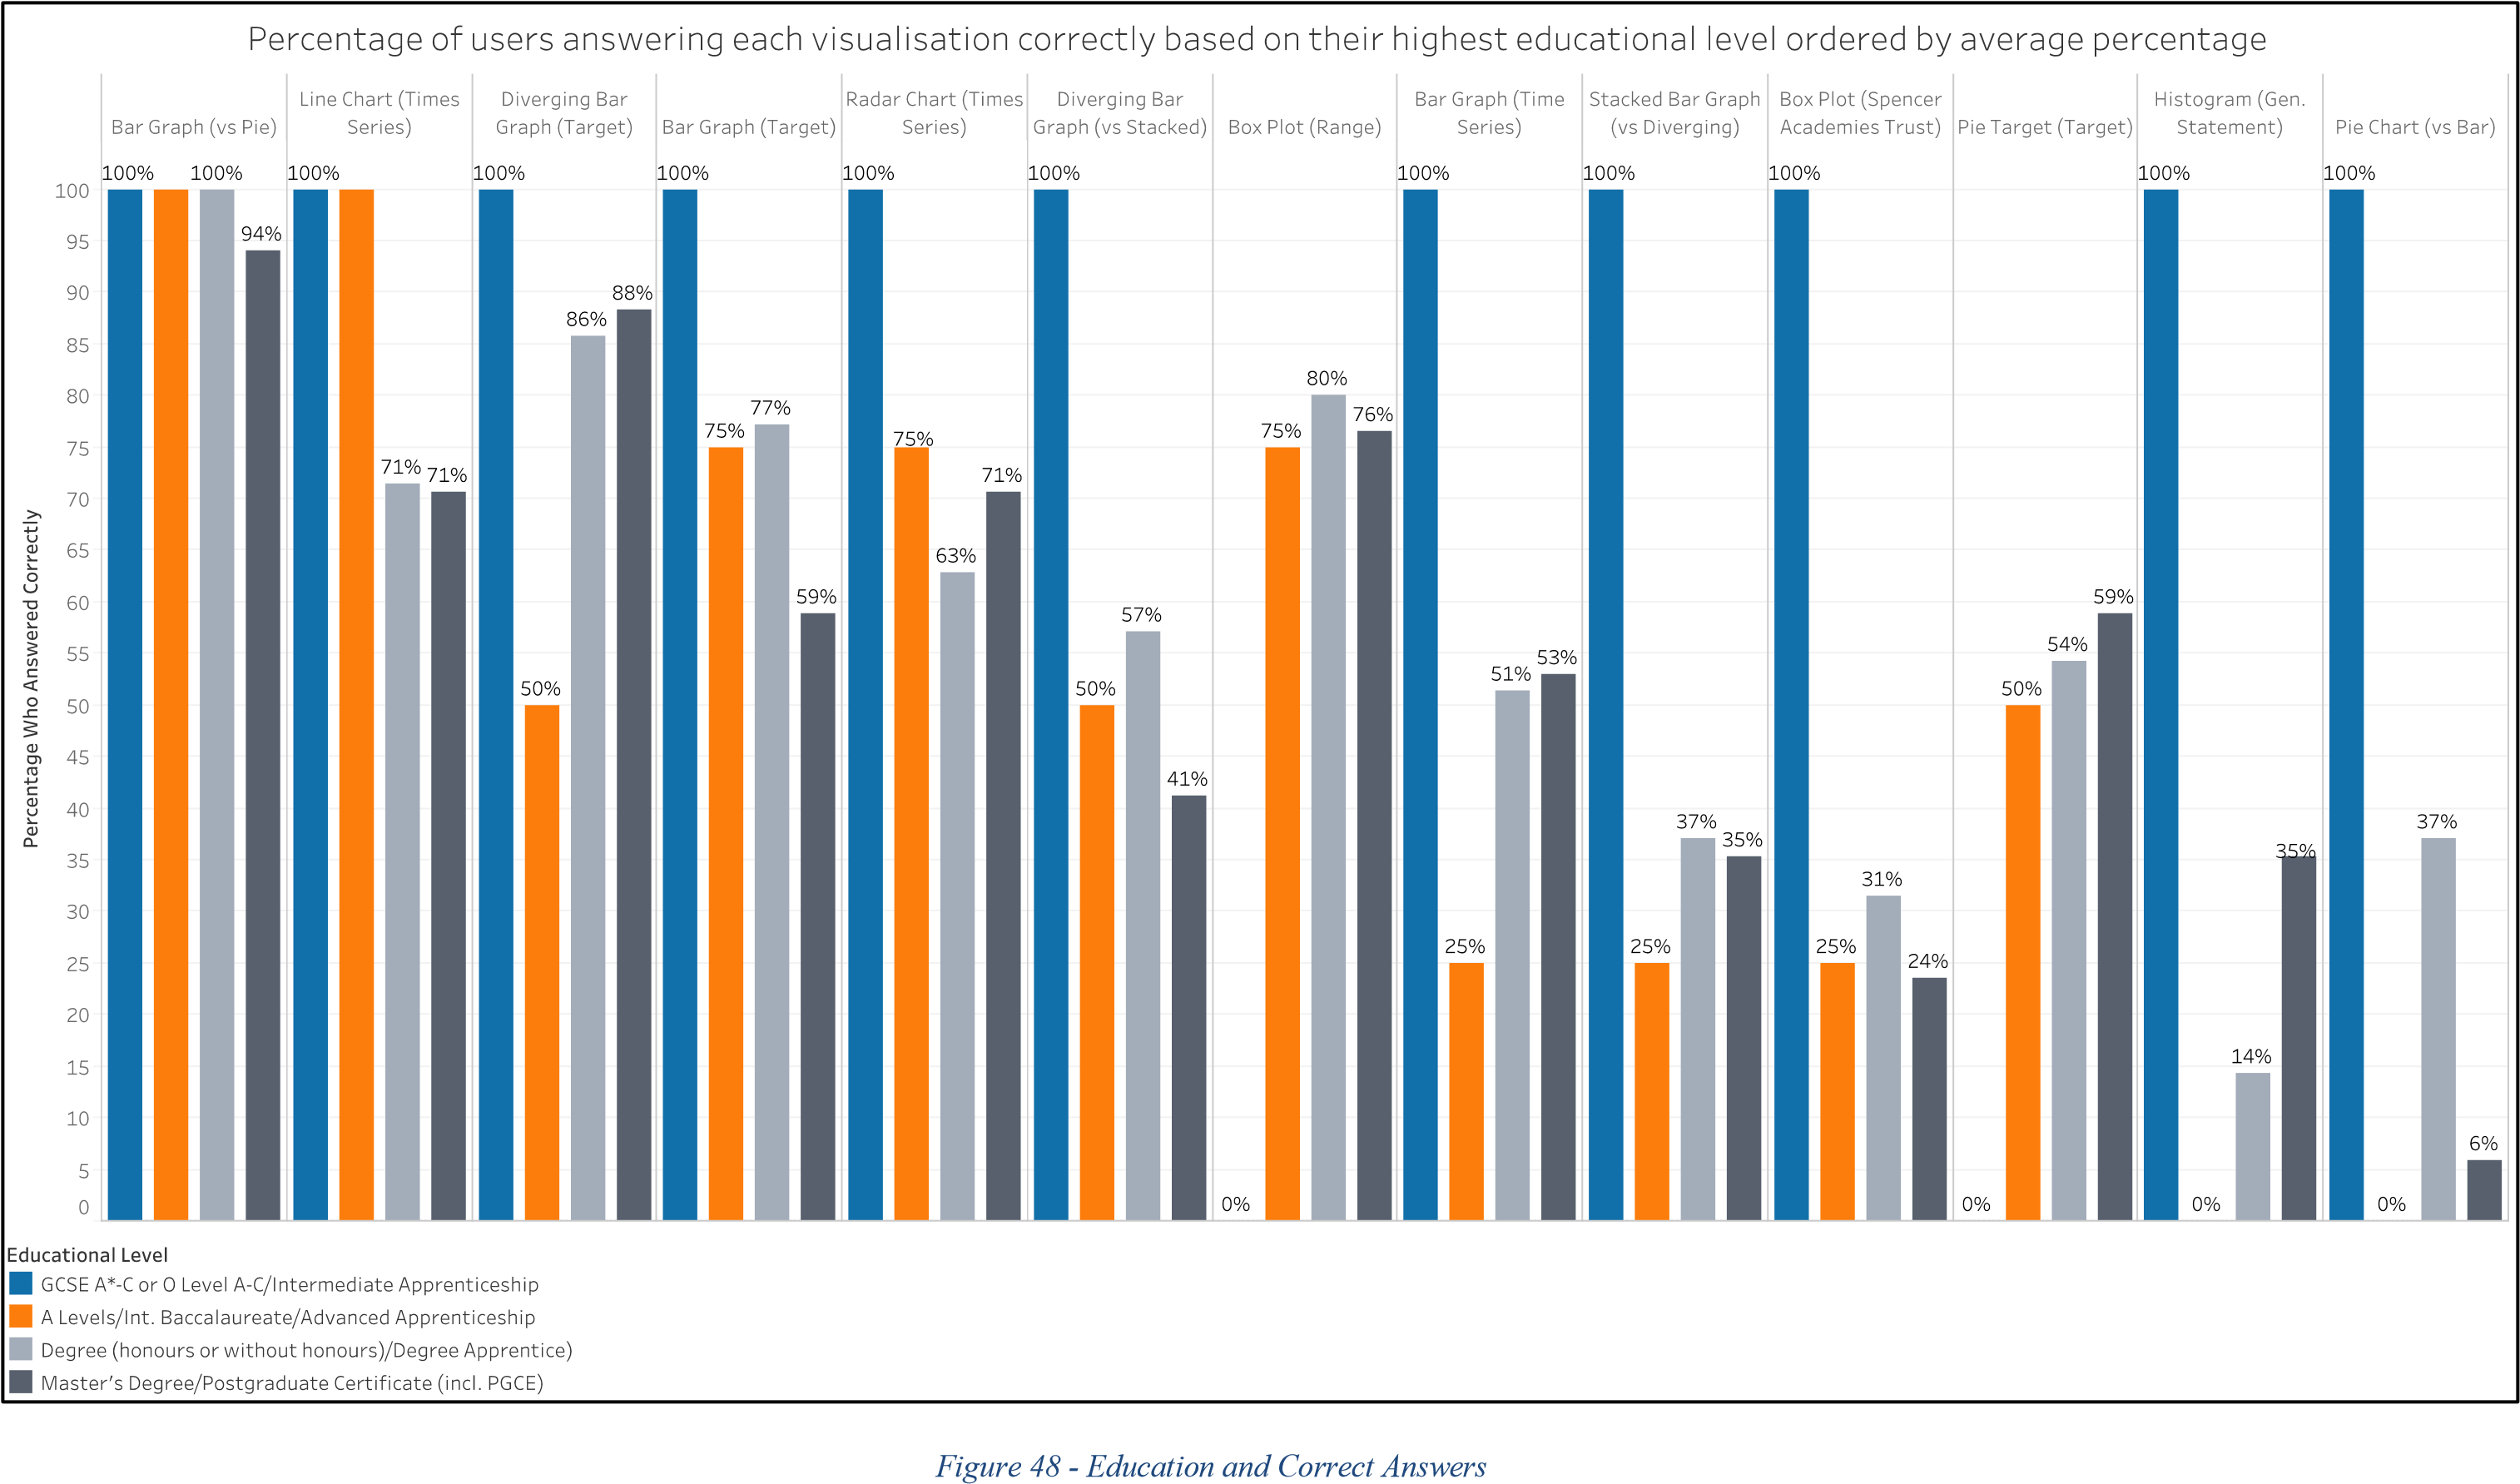 Percentage of users answering each visualisation correctly based on their highest educational level ordered by average percentage
Bar Graph (vs Pie)
Line Chart (Times
Series)
Diverging Bar
Graph (Target)
Bar Graph (Target)
Radar Chart (Times
Series)
Diverging Bar
Graph (vs Stacked)
Box Plot (Range)
Bar Graph (Time
Series)
Stacked Bar Graph
(vs Diverging)
Box Plot (Spencer
Academies Trust)
Pie Target (Target)
Histogram (Gen.
Statement)
Pie Chart (vs Bar)
Percentage Who Answered Correctly
100
95
90
85
80
75
70
65
60
55
50
45
40
35
30
25
20
15
10
5
0
100%
100%
94%
100%
71%
71%
100%
50%
86%
88%
100%
75%
77%
59%
100%
75%
63%
71%
100%
50%
57%
41%
0%
75%
80%
76%
100%
25%
51%
53%
100%
25%
37%
35%
100%
25%
31%
24%
0%
50%
54%
59%
100%
0%
14%
35%
100%
0%
37%
6%
Educational Level
GCSE A*-C or O Level A-C/Intermediate Apprenticeship
A Levels/Int. Baccalaureate/Advanced Apprenticeship
Degree (honours or without honours)/Degree Apprentice)
Master's Degree/Postgraduate Certificate (incl. PGCE)
Figure 48 - Education and Correct Answers